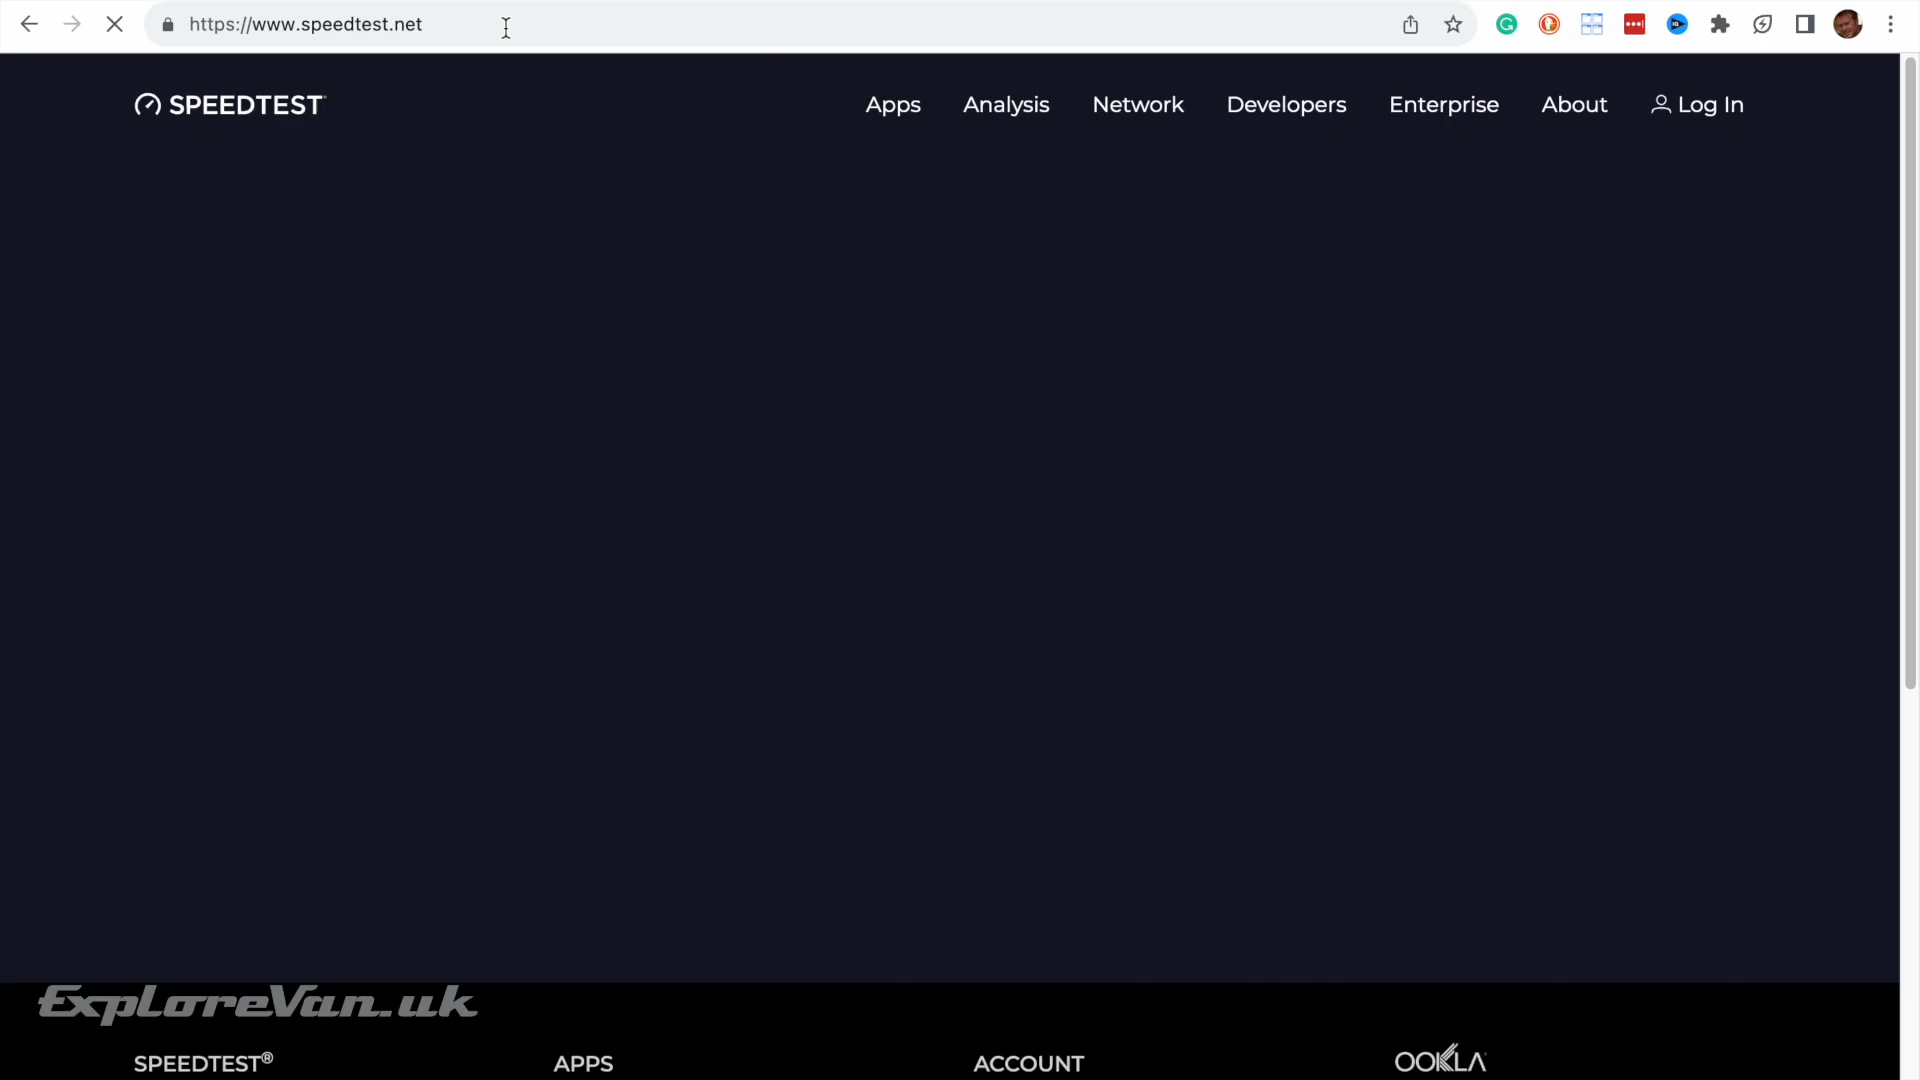 https://www.speedtest.net
SPEEDTEST
Apps Analysis Network Developers Enterprise About Log In
ExploreVan.uk
SPEEDTEST® APPS ACCOUNT OOKLA